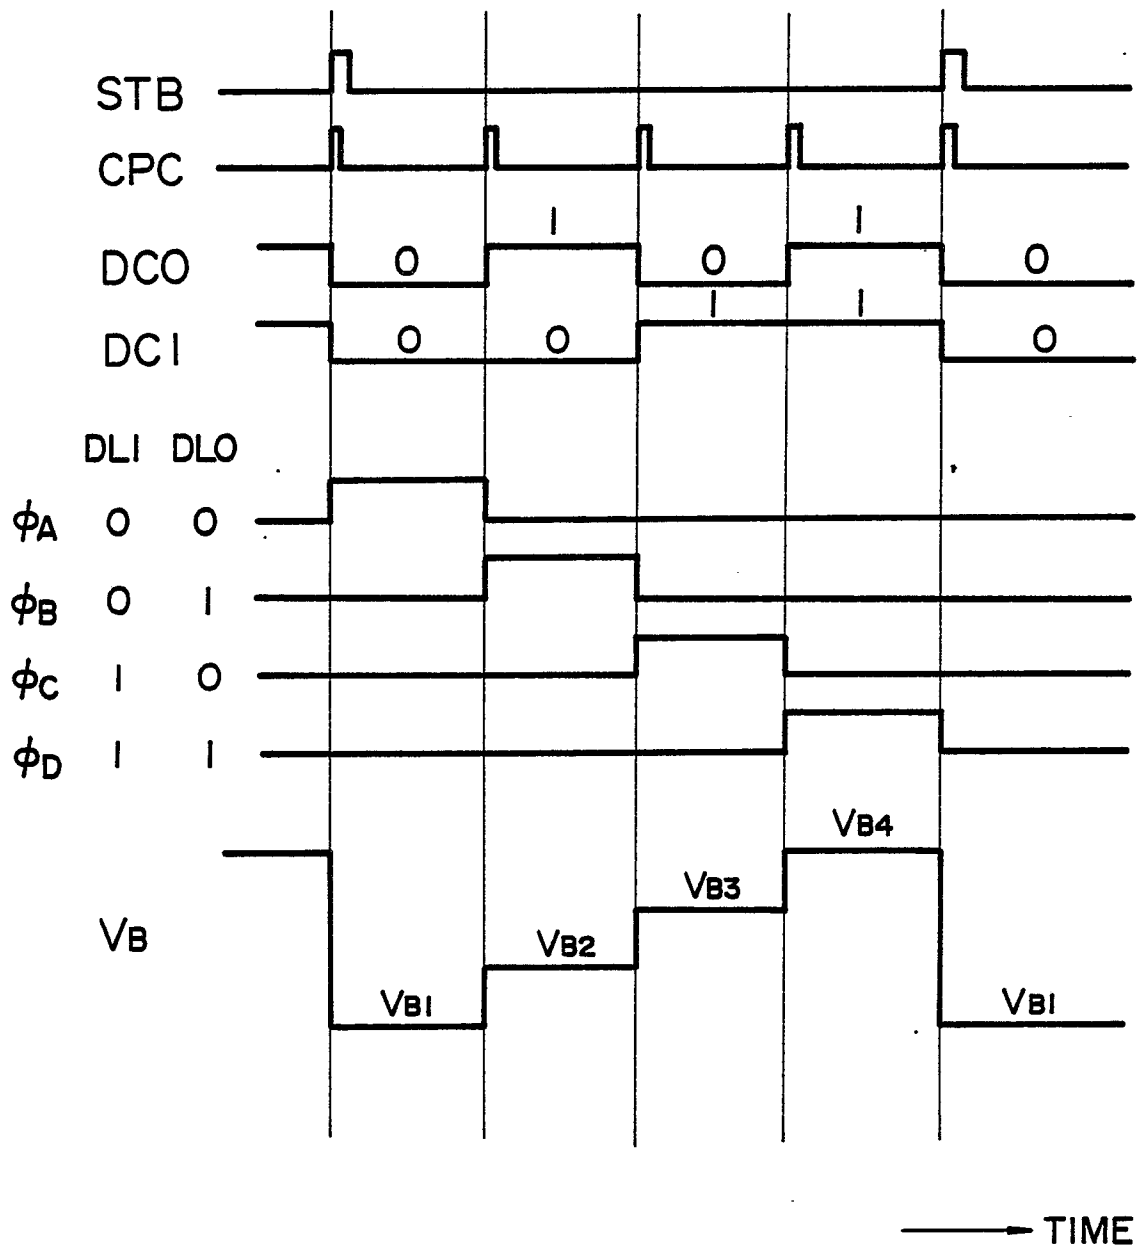 STB
CPC
1 1
DC0 0 0 0
1 1
DC1 0 0 0
DL1 DL0
φA 0 0
φB 0 1
φC 1 0
φD 1 1
VB4
VB3
VB VB2
VB1 VB1
TIME